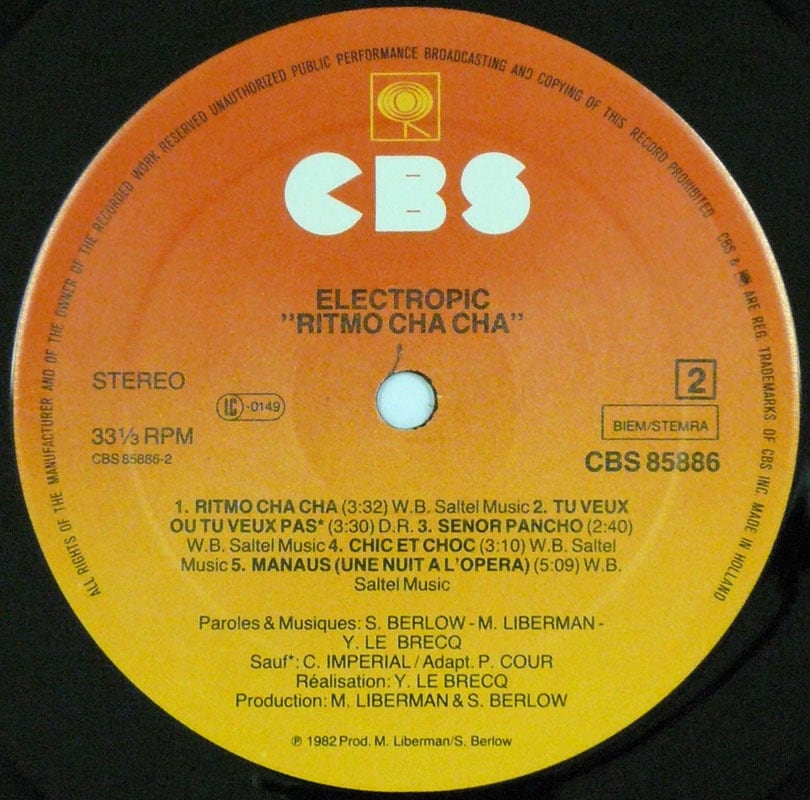 ALL RIGHTS OF THE MANUFACTURER AND OF THE OWNER OF THE RECORDED WORK RESERVED UNAUTHORIZED PUBLIC PERFORMANCE BROADCASTING AND COPYING OF THIS RECORD PROHIBITED CBS & ARE REG. TRADEMARKS OF CBS INC. MADE IN HOLLAND
CBS
ELECTROPIC
"RITMO CHA CHA"
STEREO
LC-0149
2
33⅓ RPM
BIEM/STEMRA
CBS 85886-2
CBS 85886
1. RITMO CHA CHA (3:32) W.B. Saltel Music 2. TU VEUX
OU TU VEUX PAS* (3:30) D.R. 3. SENOR PANCHO (2:40)
W.B. Saltel Music 4. CHIC ET CHOC (3:10) W.B. Saltel
Music 5. MANAUS (UNE NUIT A L'OPERA) (5:09) W.B.
Saltel Music
Paroles & Musiques: S. BERLOW - M. LIBERMAN -
Y. LE BRECQ
Sauf*: C. IMPERIAL / Adapt. P. COUR
Réalisation: Y. LE BRECQ
Production: M. LIBERMAN & S. BERLOW
℗ 1982 Prod. M. Liberman/S. Berlow